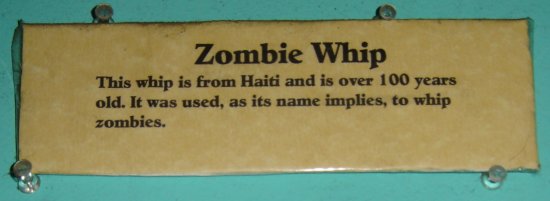 Zombie Whip
This whip is from Haiti and is over 100 years
old. It was used, as its name implies, to whip
zombies.